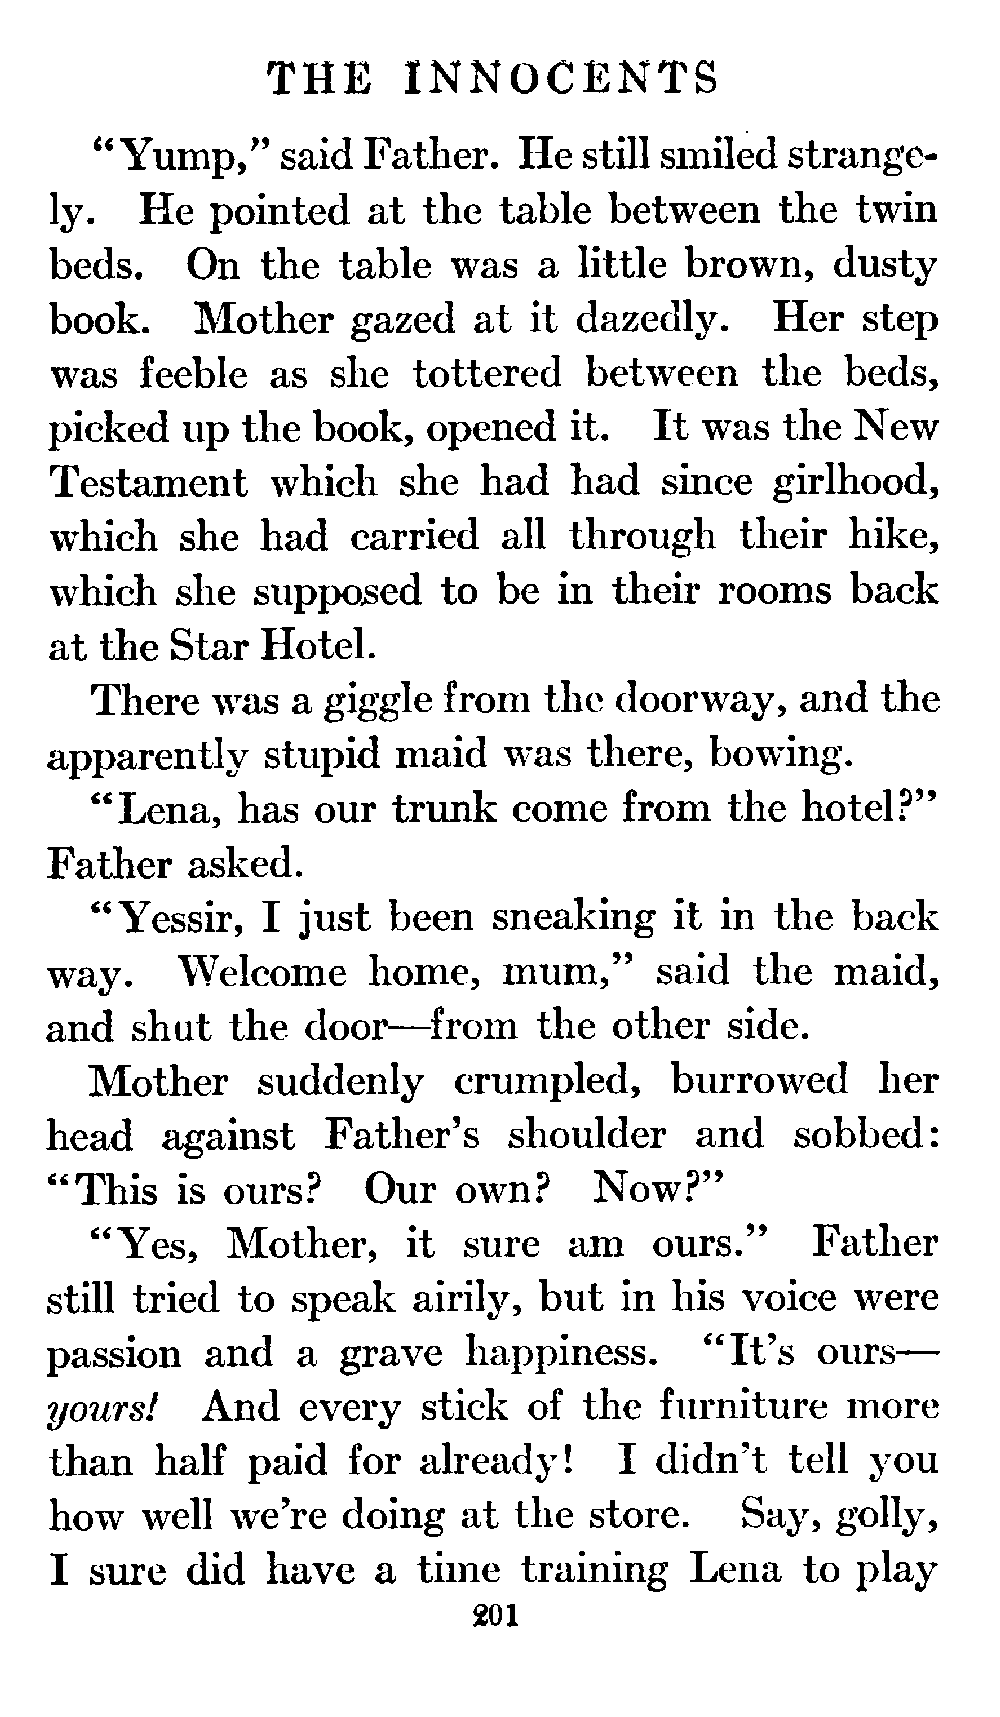 THE INNOCENTS
"Yump," said Father. He still smiled strange-
ly. He pointed at the table between the twin
beds. On the table was a little brown, dusty
book. Mother gazed at it dazedly. Her step
was feeble as she tottered between the beds,
picked up the book, opened it. It was the New
Testament which she had had since girlhood,
which she had carried all through their hike,
which she supposed to be in their rooms back
at the Star Hotel.
There was a giggle from the doorway, and the
apparently stupid maid was there, bowing.
"Lena, has our trunk come from the hotel?"
Father asked.
"Yessir, I just been sneaking it in the back
way. Welcome home, mum," said the maid,
and shut the door—from the other side.
Mother suddenly crumpled, burrowed her
head against Father's shoulder and sobbed:
"This is ours? Our own? Now?"
"Yes, Mother, it sure am ours." Father
still tried to speak airily, but in his voice were
passion and a grave happiness. "It's ours—
yours! And every stick of the furniture more
than half paid for already! I didn't tell you
how well we're doing at the store. Say, golly,
I sure did have a time training Lena to play
201